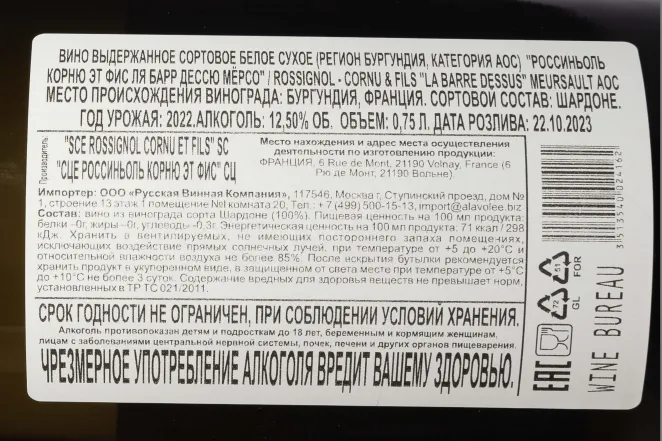 ВИНО ВЫДЕРЖАННОЕ СОРТОВОЕ БЕЛОЕ СУХОЕ (РЕГИОН БУРГУНДИЯ, КАТЕГОРИЯ АОС) "РОССИНЬОЛЬ
КОРНЮ ЭТ ФИС ЛЯ БАРР ДЕССЮ МЁРСО" / ROSSIGNOL - CORNU & FILS "LA BARRE DESSUS" MEURSAULT AOC
МЕСТО ПРОИСХОЖДЕНИЯ ВИНОГРАДА: БУРГУНДИЯ, ФРАНЦИЯ. СОРТОВОЙ СОСТАВ: ШАРДОНЕ.
ГОД УРОЖАЯ: 2022.АЛКОГОЛЬ: 12,50% ОБ. ОБЪЕМ: 0,75 Л. ДАТА РОЗЛИВА: 22.10.2023
Производитель:
"SCE ROSSIGNOL CORNU ET FILS" SC
"СЦЕ РОССИНЬОЛЬ КОРНЮ ЭТ ФИС" СЦ
Место нахождения и адрес места осуществления
деятельности по изготовлению продукции:
ФРАНЦИЯ, 6 Rue de Mont, 21190 Volnay, France (6
Рю де Монт, 21190 Вольне).
Импортер: ООО «Русская Винная Компания», 117546, Москва г, Ступинский проезд, дом №
1, строение 13 этаж 1 помещение №I комната 20, Тел.: +7 (499) 500-15-13, import@alavolee.biz
Состав: вино из винограда сорта Шардоне (100%). Пищевая ценность на 100 мл продукта:
белки –0г, жиры –0г, углеводы -0,3г. Энергетическая ценность на 100 мл продукта: 71 ккал / 298
кДж. Хранить в вентилируемых, не имеющих постороннего запаха помещениях,
исключающих воздействие прямых солнечных лучей, при температуре от +5 до +20°С и
относительной влажности воздуха не более 85%. После вскрытия бутылки рекомендуется
хранить продукт в укупоренном виде, в защищенном от света месте при температуре от +5°С
до +10°С не более 3 суток. Содержание вредных для здоровья веществ не превышает норм,
установленных в ТР ТС 021/2011.
СРОК ГОДНОСТИ НЕ ОГРАНИЧЕН, ПРИ СОБЛЮДЕНИИ УСЛОВИЙ ХРАНЕНИЯ.
Алкоголь противопоказан детям и подросткам до 18 лет, беременным и кормящим женщинам,
лицам с заболеваниями центральной нервной системы, почек, печени и других органов пищеварения.
ЧРЕЗМЕРНОЕ УПОТРЕБЛЕНИЕ АЛКОГОЛЯ ВРЕДИТ ВАШЕМУ ЗДОРОВЬЮ.
72
GL
51
FOR
EAC
WINE BUREAU